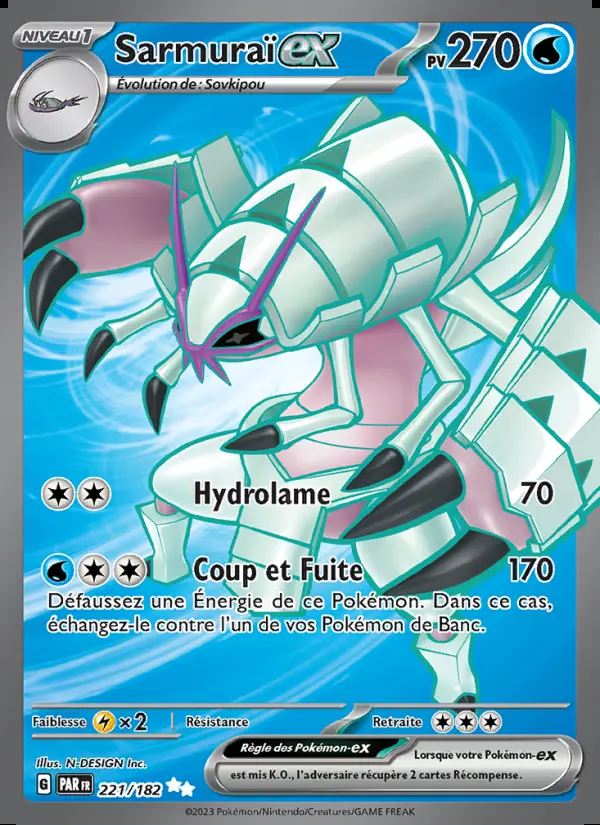 NIVEAU 1
Sarmuraï ex
PV 270
Évolution de : Sovkipou
Hydrolame 70
Coup et Fuite 170
Défaussez une Énergie de ce Pokémon. Dans ce cas,
échangez-le contre l'un de vos Pokémon de Banc.
Faiblesse ×2 Résistance Retraite
Illus. N-DESIGN Inc.
Règle des Pokémon-ex Lorsque votre Pokémon-ex
est mis K.O., l'adversaire récupère 2 cartes Récompense.
G PAR FR 221/182
©2023 Pokémon/Nintendo/Creatures/GAME FREAK